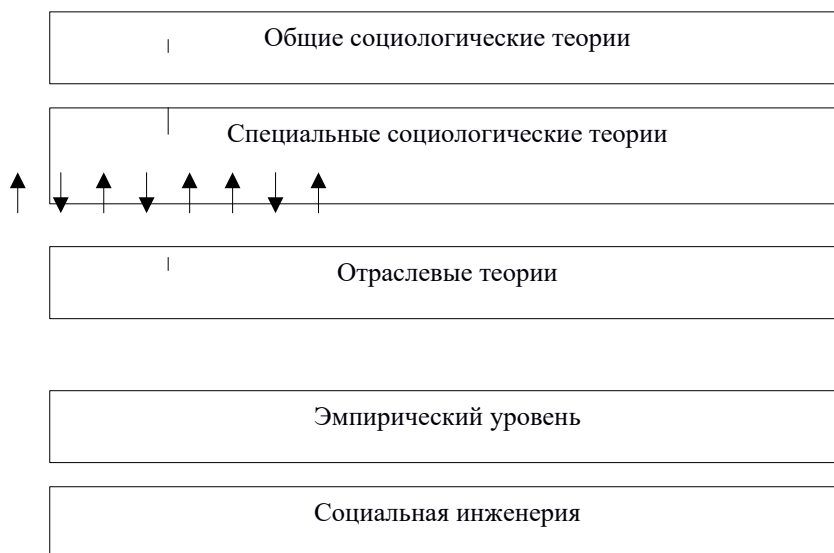 Общие социологические теории
Специальные социологические теории
Отраслевые теории
Эмпирический уровень
Социальная инженерия